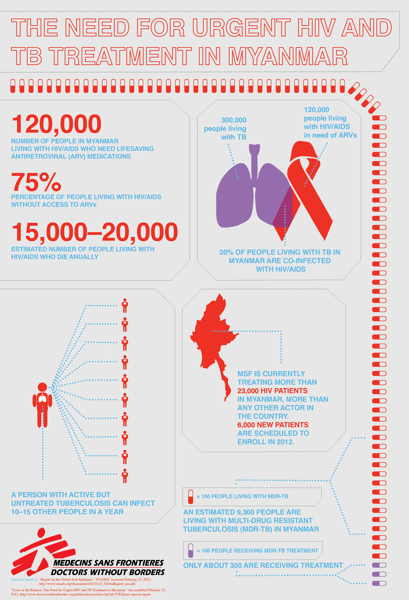 THE NEED FOR URGENT HIV AND
TB TREATMENT IN MYANMAR
120,000
NUMBER OF PEOPLE IN MYANMAR
LIVING WITH HIV/AIDS WHO NEED LIFESAVING
ANTIRETROVIRAL (ARV) MEDICATIONS
75%
PERCENTAGE OF PEOPLE LIVING WITH HIV/AIDS
WITHOUT ACCESS TO ARVs
15,000–20,000
ESTIMATED NUMBER OF PEOPLE LIVING WITH
HIV/AIDS WHO DIE ANUALLY
300,000
people living
with TB
120,000
people living
with HIV/AIDS
in need of ARVs
20% OF PEOPLE LIVING WITH TB IN
MYANMAR ARE CO-INFECTED
WITH HIV/AIDS
A PERSON WITH ACTIVE BUT
UNTREATED TUBERCULOSIS CAN INFECT
10–15 OTHER PEOPLE IN A YEAR
MSF IS CURRENTLY
TREATING MORE THAN
23,000 HIV PATIENTS
IN MYANMAR, MORE THAN
ANY OTHER ACTOR IN
THE COUNTRY.
6,000 NEW PATIENTS
ARE SCHEDULED TO
ENROLL IN 2012.
= 100 PEOPLE LIVING WITH MDR-TB
AN ESTIMATED 9,300 PEOPLE ARE
LIVING WITH MULTI-DRUG RESISTANT
TUBERCULOSIS (MDR-TB) IN MYANMAR
= 100 PEOPLE RECEIVING MDR-TB TREATMENT
ONLY ABOUT 300 ARE RECEIVING TREATMENT
MEDECINS SANS FRONTIERES
DOCTORS WITHOUT BORDERS